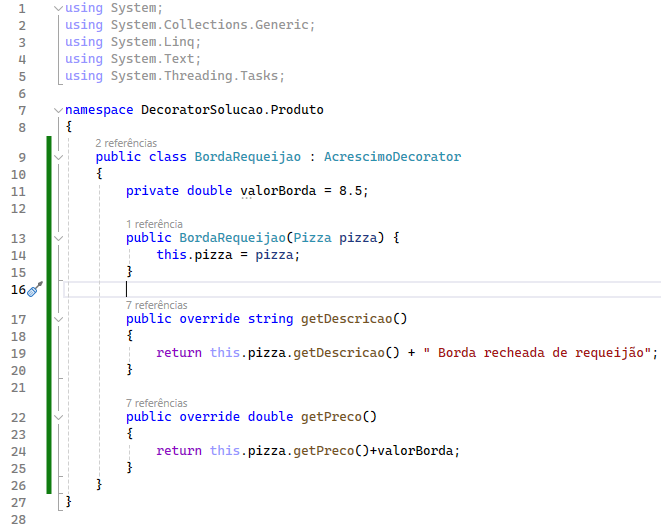 1 using System;
2 using System.Collections.Generic;
3 using System.Linq;
4 using System.Text;
5 using System.Threading.Tasks;
6
7 namespace DecoratorSolucao.Produto
8 {
2 referências
9 public class BordaRequeijao : AcrescimoDecorator
10 {
11 private double valorBorda = 8.5;
12
1 referência
13 public BordaRequeijao(Pizza pizza) {
14 this.pizza = pizza;
15 }
16
7 referências
17 public override string getDescricao()
18 {
19 return this.pizza.getDescricao() + " Borda recheada de requeijão";
20 }
21
7 referências
22 public override double getPreco()
23 {
24 return this.pizza.getPreco()+valorBorda;
25 }
26 }
27 }
28